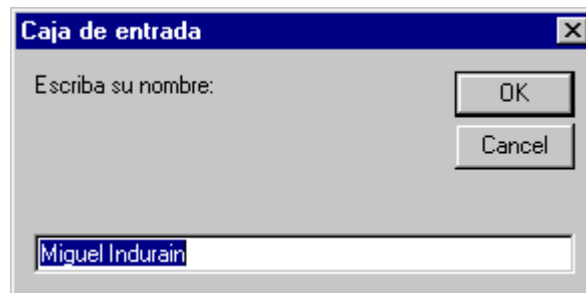 Caja de entrada
Escriba su nombre:
OK
Cancel
Miguel Indurain